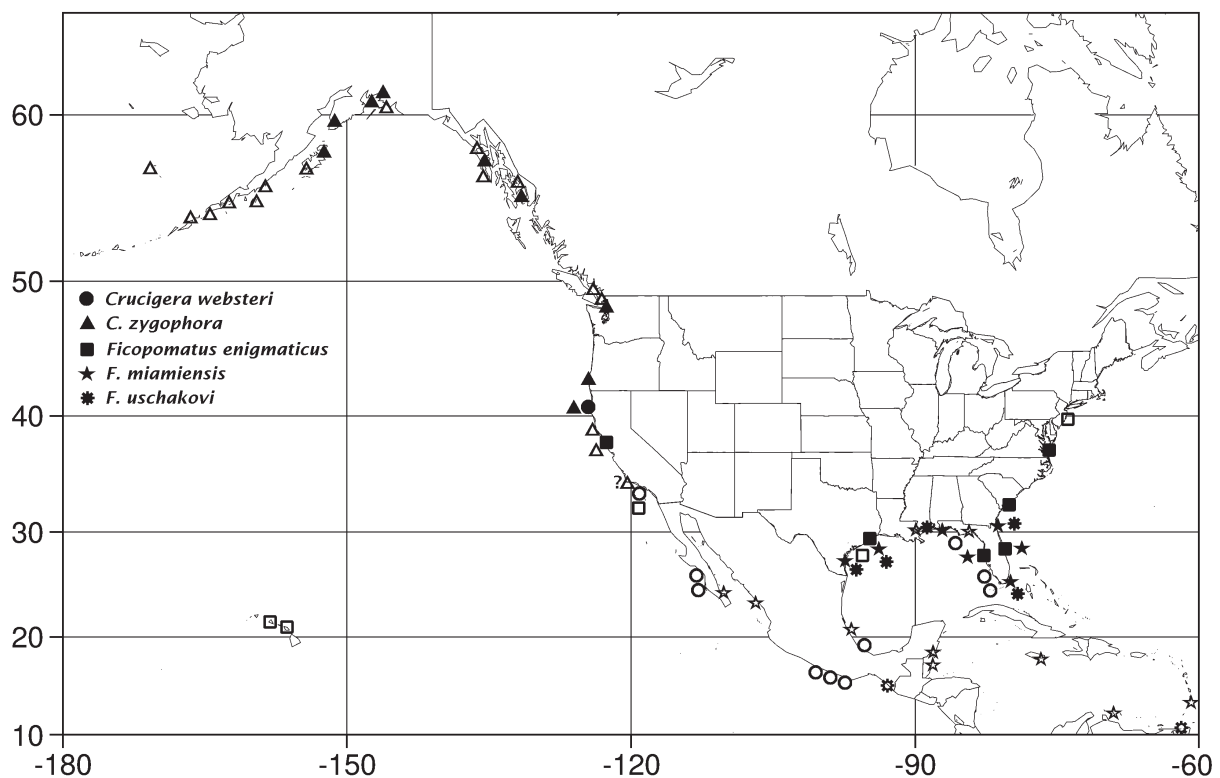 60
50
Crucigera websteri
C. zygophora
Ficopomatus enigmaticus
F. miamiensis
F. uschakovi
40
?
30
20
10
-180 -150 -120 -90 -60